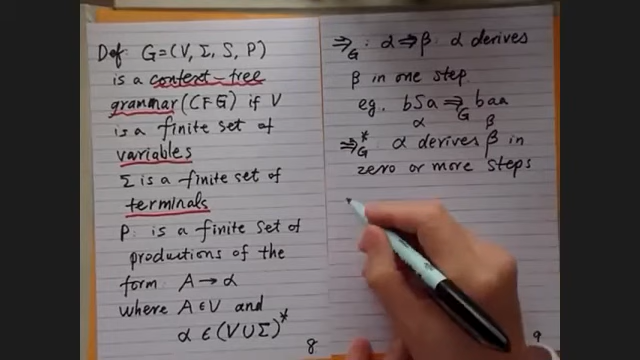 Def: G=(V, Σ, S, P)
is a context-free
grammar (CFG) if V
is a finite set of
variables
Σ is a finite set of
terminals
P: is a finite set of
productions of the
form A → α
where A ∈ V and
α ∈ (V ∪ Σ)*
8
⇒G : α ⇒ β: α derives
β in one step.
eg. bSa ⇒G baa
α β
⇒*G : α derives β in
zero or more steps
9